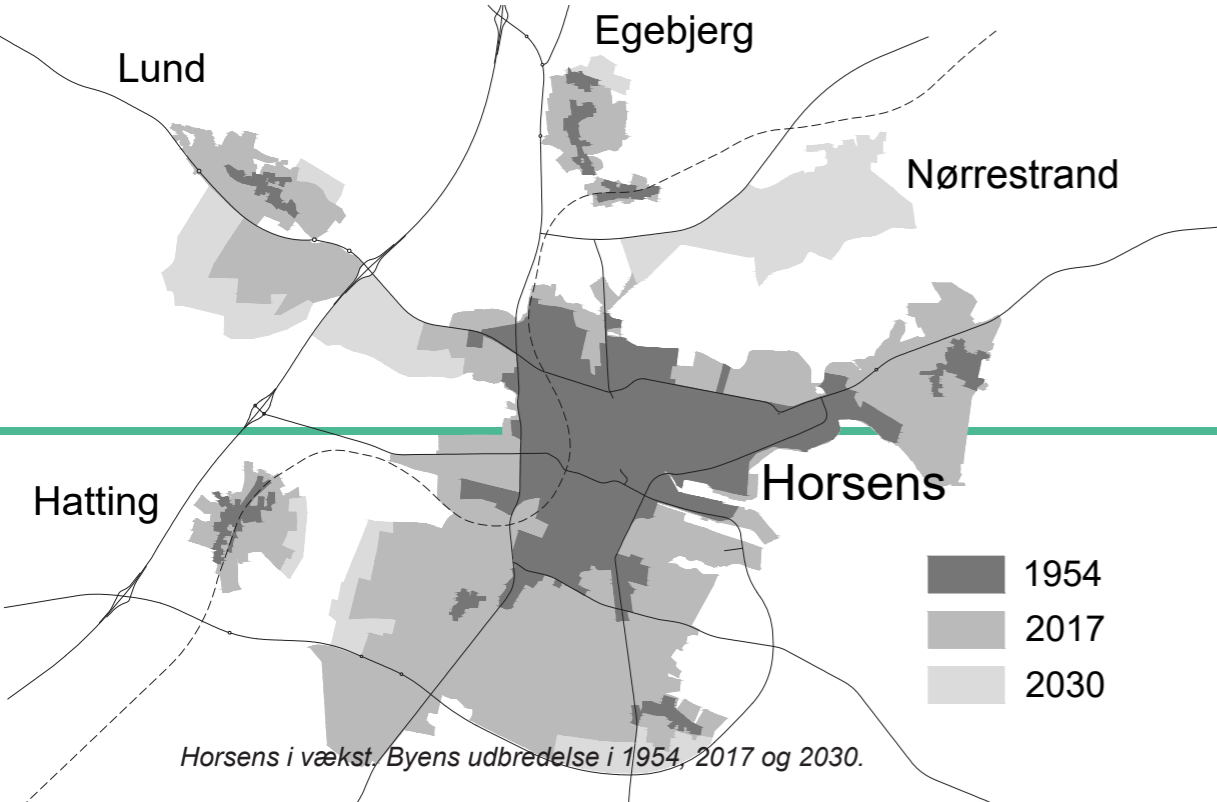 Egebjerg
Lund
Nørrestrand
Hatting
Horsens
1954
2017
2030
Horsens i vækst. Byens udbredelse i 1954, 2017 og 2030.